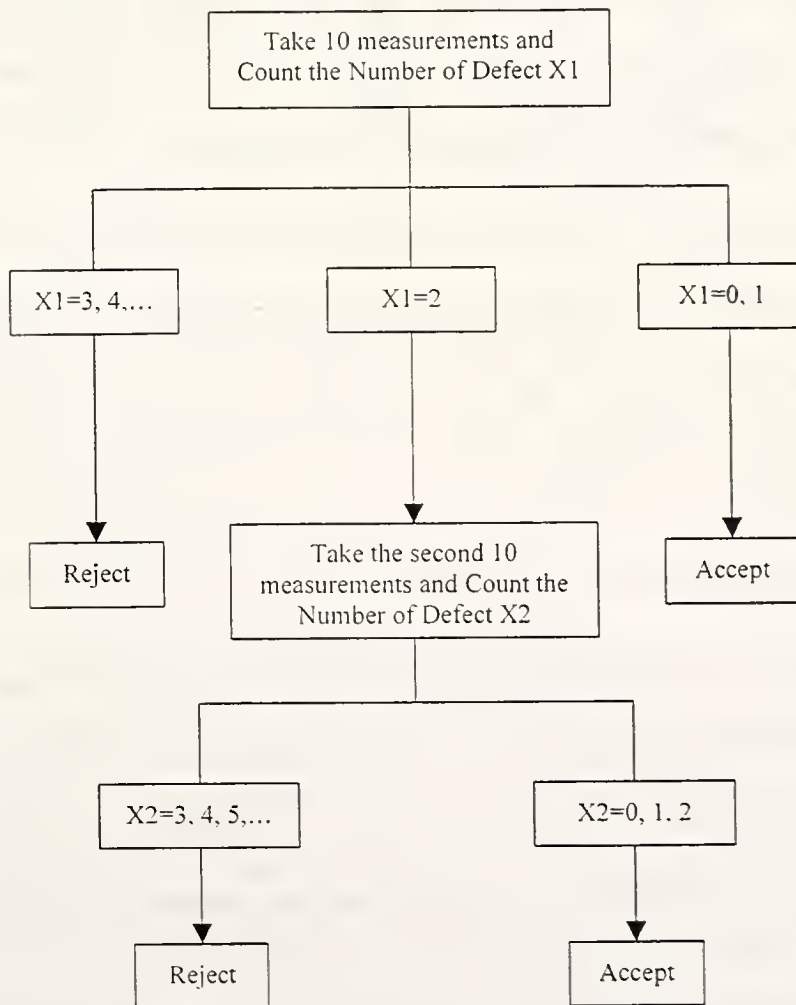 Take 10 measurements and
Count the Number of Defect X1
X1=3, 4,...
X1=2
X1=0, 1
Reject
Take the second 10
measurements and Count the
Number of Defect X2
Accept
X2=3, 4, 5,...
X2=0, 1, 2
Reject
Accept